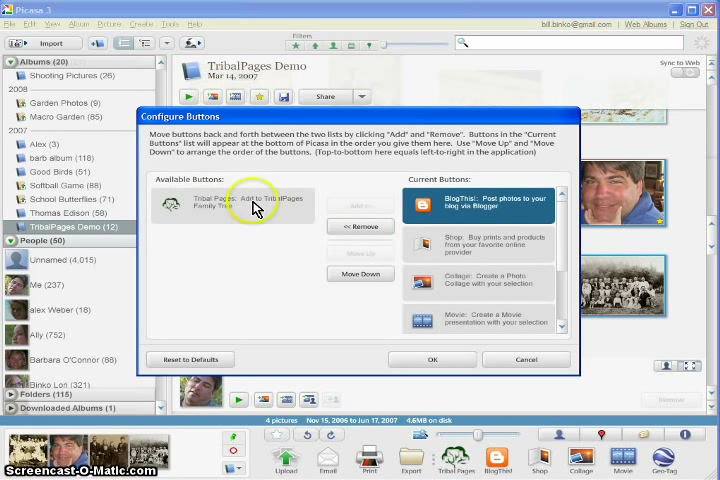 Picasa 3
File Edit View Album Picture Create Tools Help
bill.binko@gmail.com | Web Albums | Sign Out
Import
Filters
Albums (20)
Shooting Pictures (26)
2008
Garden Photos (9)
Macro Garden (85)
2007
Alex (3)
barb album (118)
Good Birds (51)
Softball Game (88)
School Butterflies (51)
Thomas Edison (58)
TribalPages Demo (12)
People (50)
Unnamed (4,015)
Me (237)
alex Weber (18)
Ally (752)
Barbara O'Connor (88)
Binko Lori (240)
Folders (115)
Downloaded Albums (1)
TribalPages Demo
Mar 14, 2007
Sync to Web
Share
Configure Buttons
Move buttons back and forth between the two lists by clicking "Add" and "Remove". Buttons in the "Current
Buttons" list will appear at the bottom of Picasa in the order you give them here. Use "Move Up" and "Move
Down" to arrange the order of the buttons. (Top-to-bottom here equals left-to-right in the application)
Available Buttons:
Tribal Pages: Add to TribalPages
Family Tree
Add >>
<< Remove
Move Up
Move Down
Current Buttons:
BlogThis!: Post photos to your
blog via Blogger
Shop: Buy prints and products
from your favorite online
provider
Collage: Create a Photo
Collage with your selection
Movie: Create a Movie
presentation with your selection
Reset to Defaults
OK
Cancel
Remove
4 pictures Nov 15, 2006 to Jun 17, 2007 4.6MB on disk
Upload
Email
Print
Export
Tribal Pages
BlogThis!
Shop
Collage
Movie
Geo-Tag
Screencast-O-Matic.com